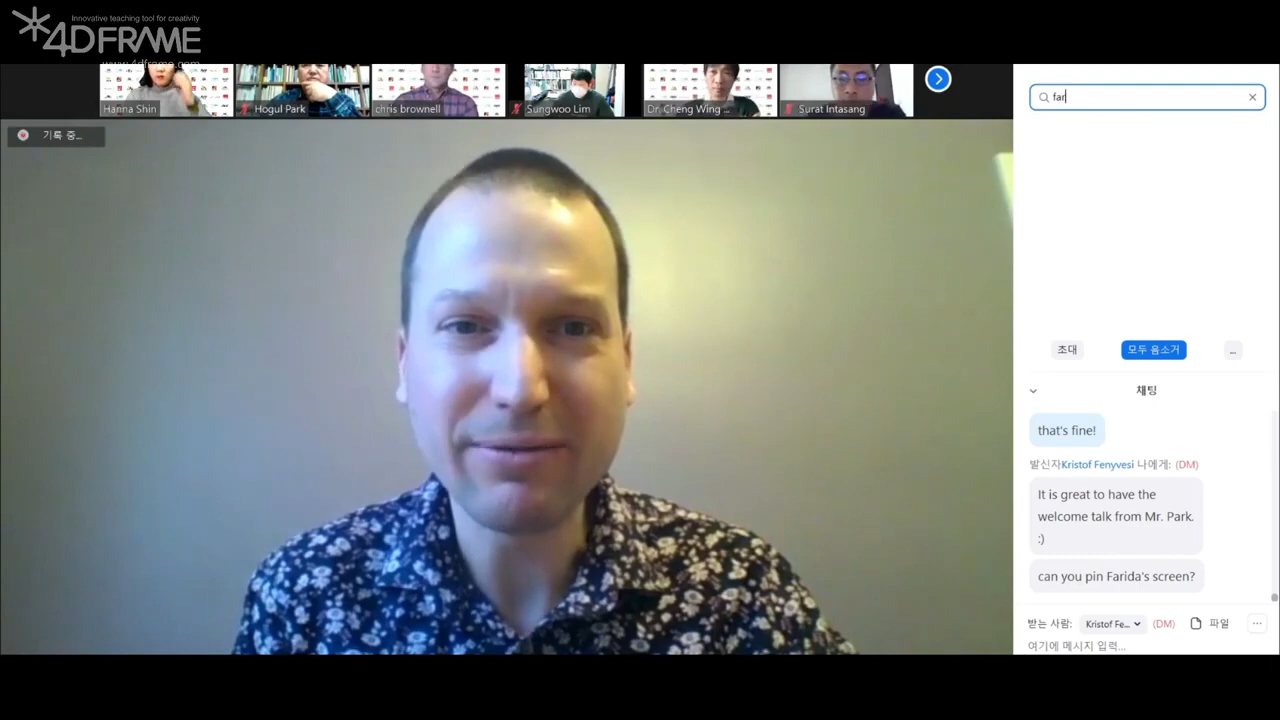 Innovative teaching tool for creativity
4DFRAME
www.4dframe.com
Hanna Shin
Hogul Park
chris brownell
Sungwoo Lim
Dr. Cheng Wing ...
Surat Intasang
far
기록 중...
초대
모두 음소거
...
채팅
that's fine!
발신자Kristof Fenyvesi 나에게: (DM)
It is great to have the
welcome talk from Mr. Park.
:)
can you pin Farida's screen?
받는 사람:
Kristof Fe...
(DM)
파일
...
여기에 메시지 입력...